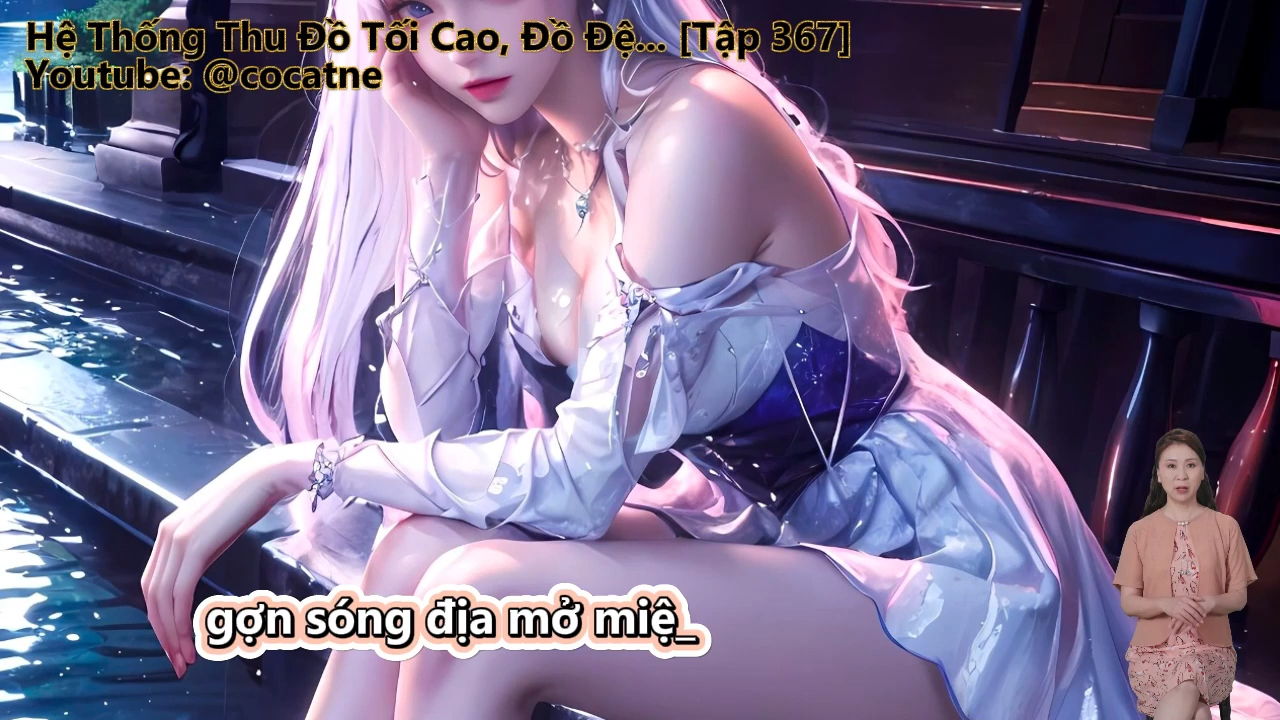 Hệ Thống Thu Đồ Tối Cao, Đồ Đệ... [Tập 367]
Youtube: @cocatne
gợn sóng địa mở miệ_